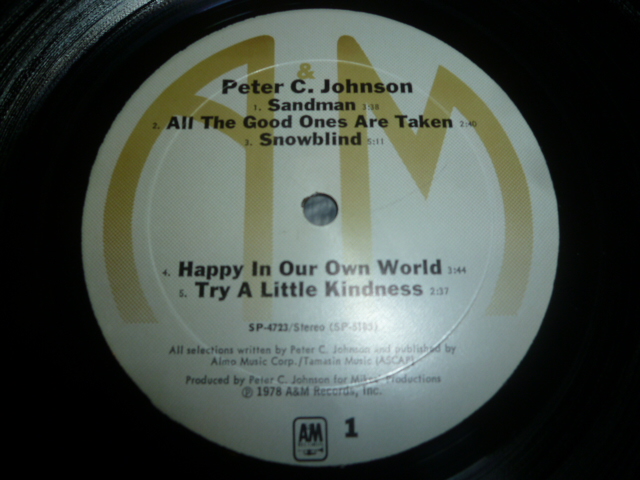 &
Peter C. Johnson
1. Sandman 3:58
2. All The Good Ones Are Taken 2:40
3. Snowblind 5:11
4. Happy In Our Own World 3:44
5. Try A Little Kindness 2:37
SP-4723/Stereo (SP-5185)
All selections written by Peter C. Johnson and published by
Almo Music Corp./Tamasin Music (ASCAP)
Produced by Peter C. Johnson for Productions
℗ 1978 A&M Records, Inc.
A&M
1